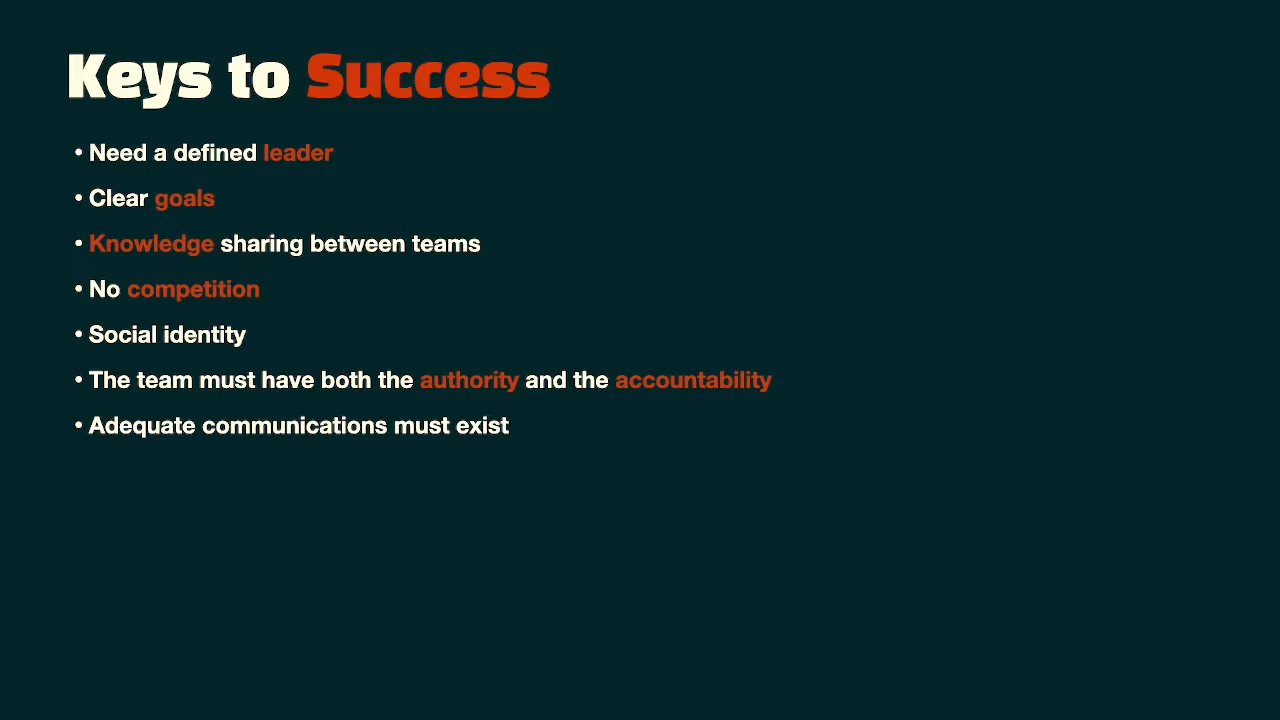 Keys to Success
• Need a defined leader
• Clear goals
• Knowledge sharing between teams
• No competition
• Social identity
• The team must have both the authority and the accountability
• Adequate communications must exist